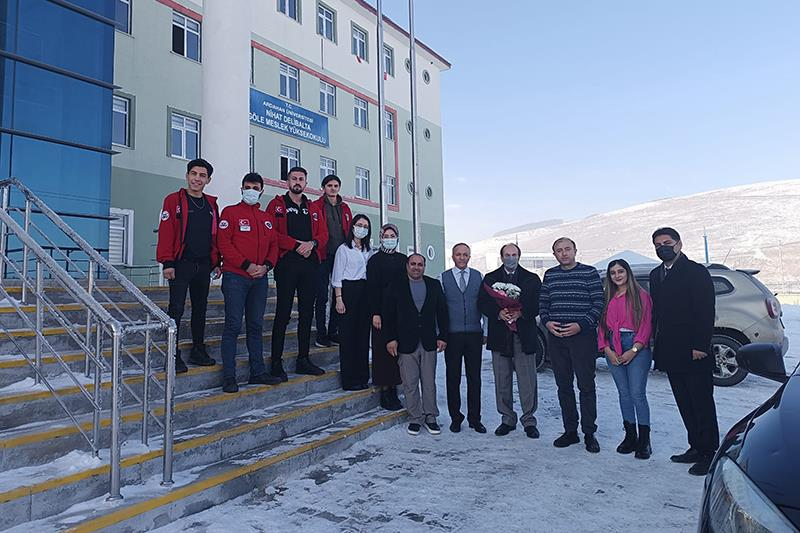 T.C.
ARDAHAN ÜNİVERSİTESİ
NİHAT DELİBALTA
GÖLE MESLEK YÜKSEKOKULU